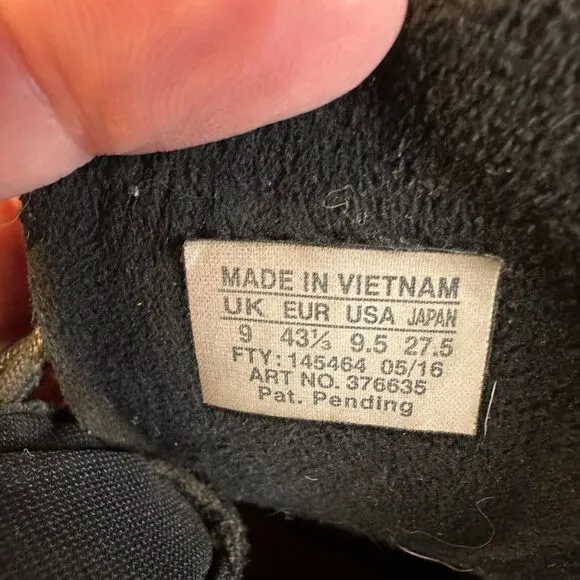 MADE IN VIETNAM
UK EUR USA JAPAN
9 43⅓ 9.5 27.5
FTY: 145464 05/16
ART NO. 376635
Pat. Pending